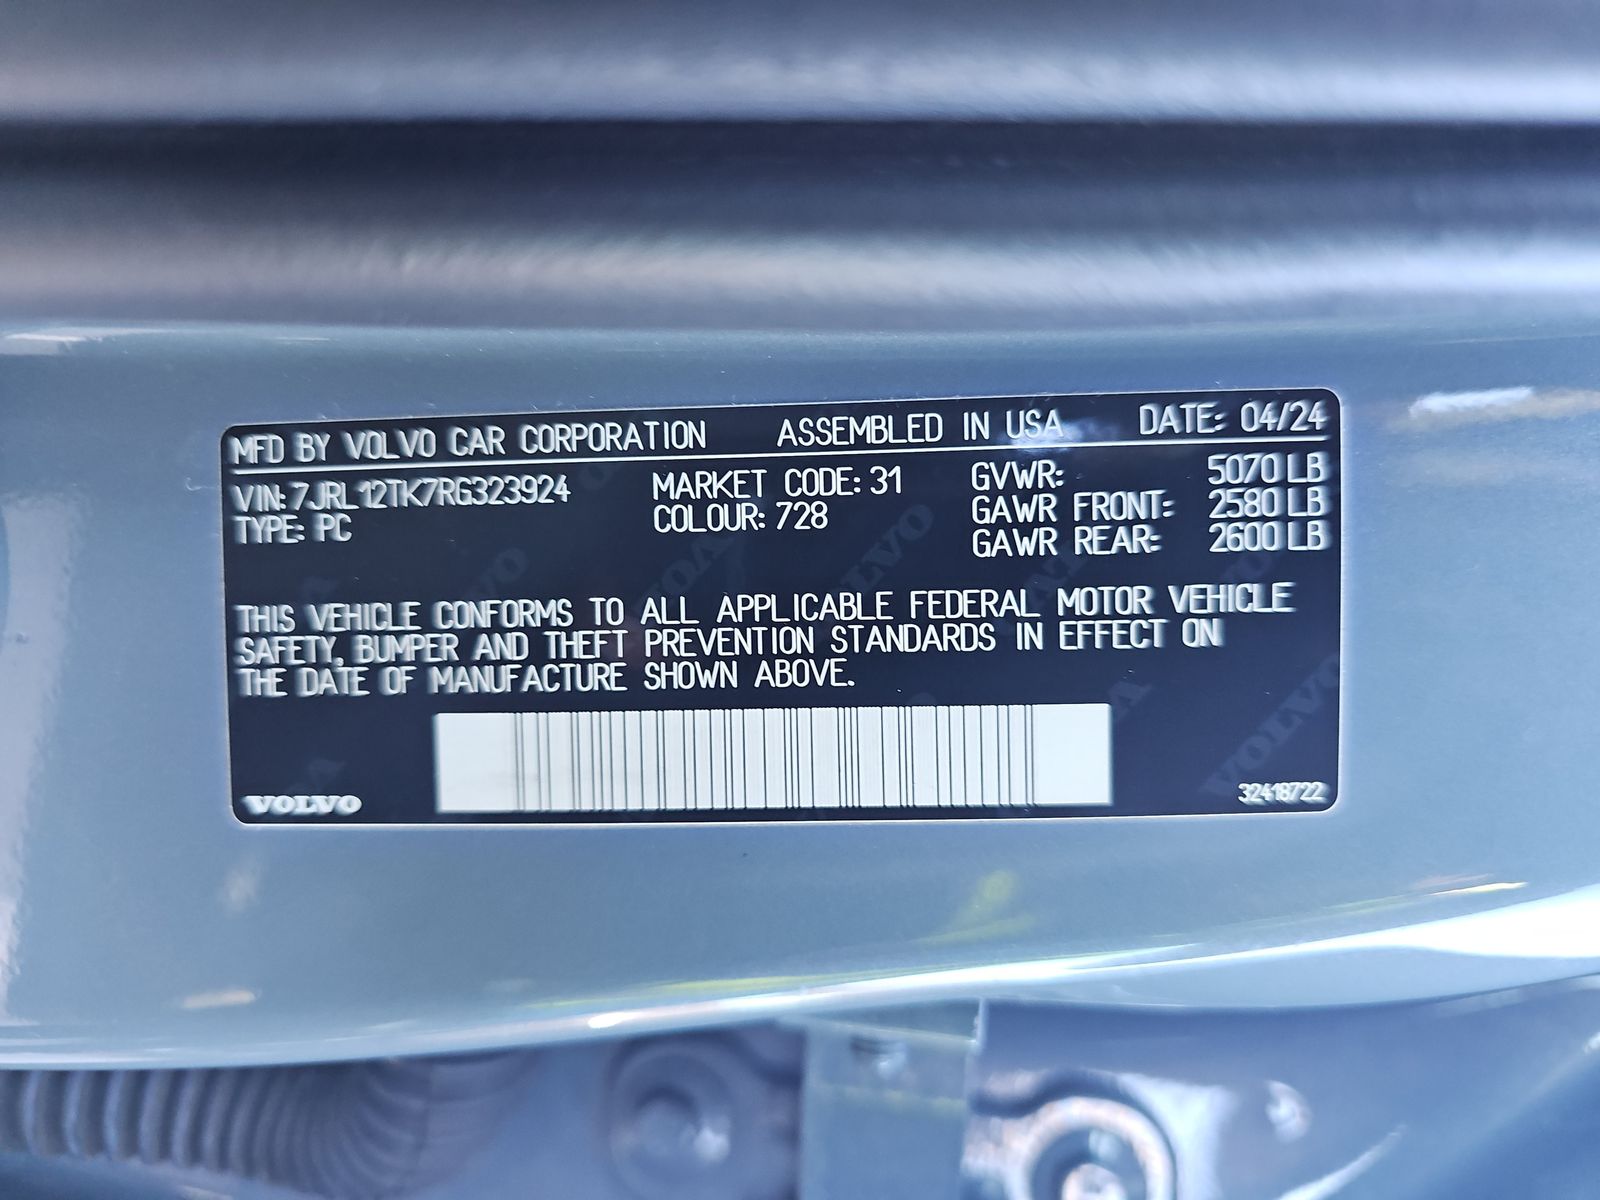 MFD BY VOLVO CAR CORPORATION ASSEMBLED IN USA DATE: 04/24
VIN: 7JRL12TK7RG323924 MARKET CODE: 31 GVWR: 5070 LB
TYPE: PC COLOUR: 728 GAWR FRONT: 2580 LB
GAWR REAR: 2600 LB
THIS VEHICLE CONFORMS TO ALL APPLICABLE FEDERAL MOTOR VEHICLE
SAFETY, BUMPER AND THEFT PREVENTION STANDARDS IN EFFECT ON
THE DATE OF MANUFACTURE SHOWN ABOVE.
VOLVO 32418722